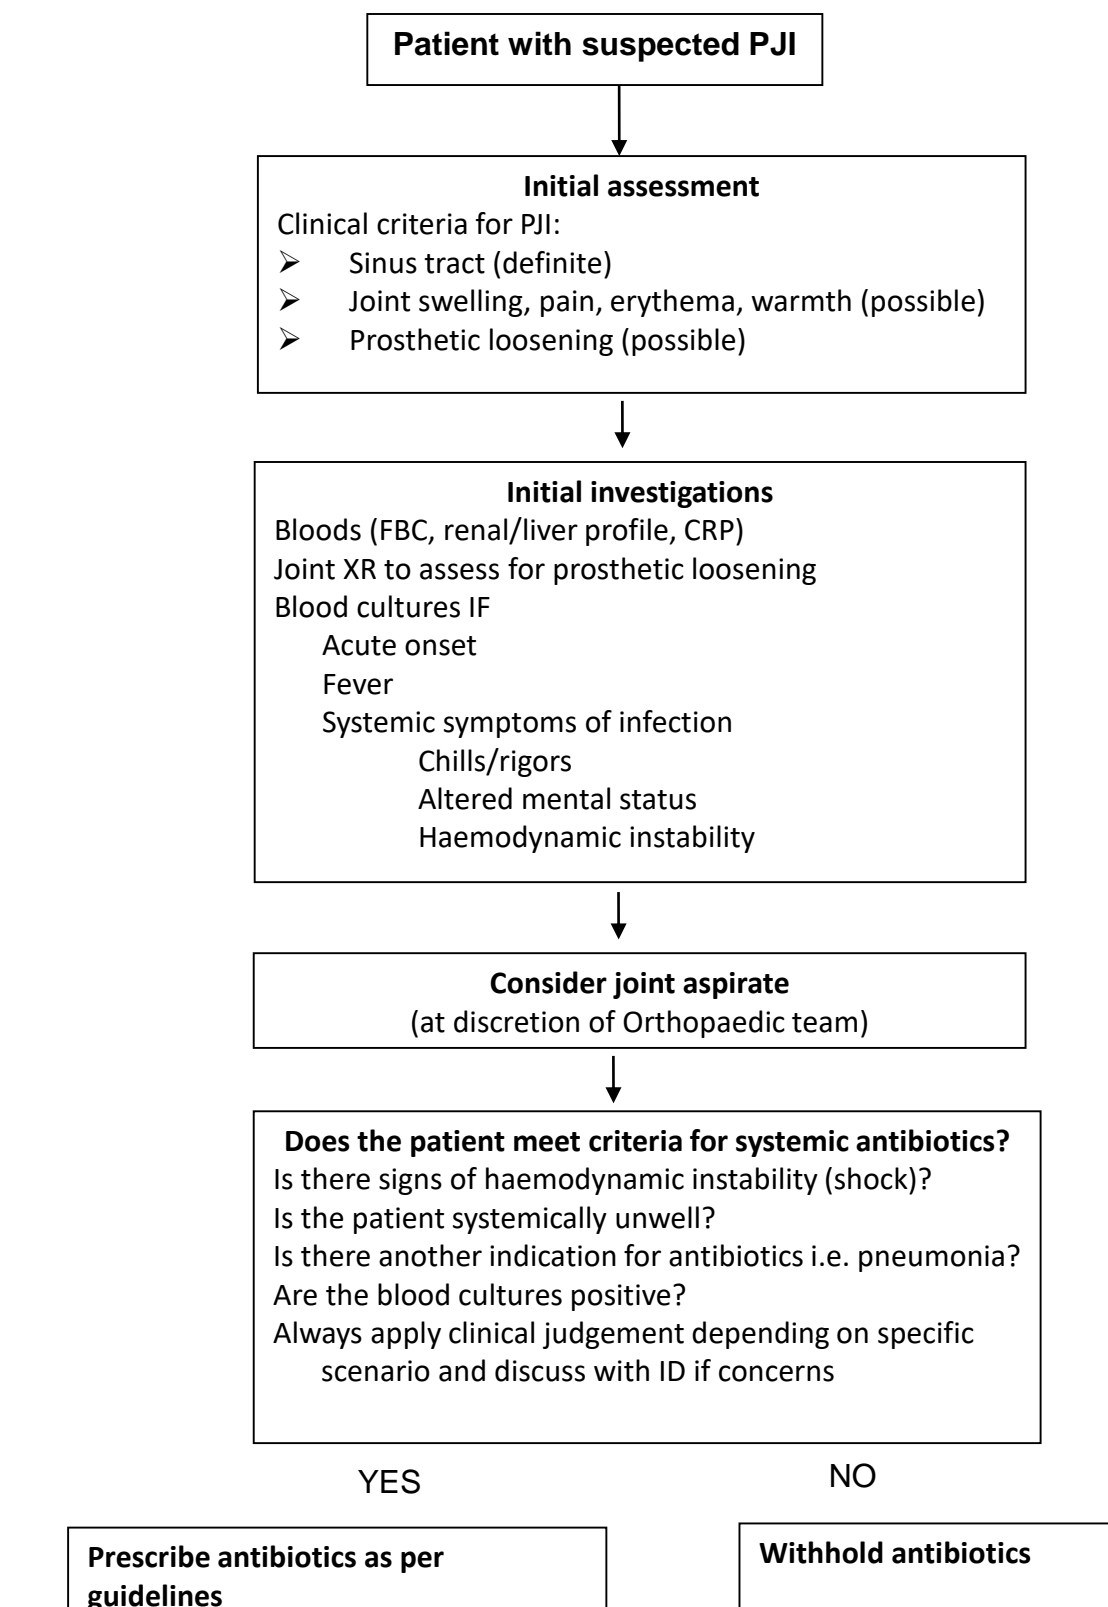 Patient with suspected PJI
Initial assessment
Clinical criteria for PJI:
➢ Sinus tract (definite)
➢ Joint swelling, pain, erythema, warmth (possible)
➢ Prosthetic loosening (possible)
Initial investigations
Bloods (FBC, renal/liver profile, CRP)
Joint XR to assess for prosthetic loosening
Blood cultures IF
Acute onset
Fever
Systemic symptoms of infection
Chills/rigors
Altered mental status
Haemodynamic instability
Consider joint aspirate
(at discretion of Orthopaedic team)
Does the patient meet criteria for systemic antibiotics?
Is there signs of haemodynamic instability (shock)?
Is the patient systemically unwell?
Is there another indication for antibiotics i.e. pneumonia?
Are the blood cultures positive?
Always apply clinical judgement depending on specific
scenario and discuss with ID if concerns
YES
NO
Prescribe antibiotics as per
guidelines
Withhold antibiotics